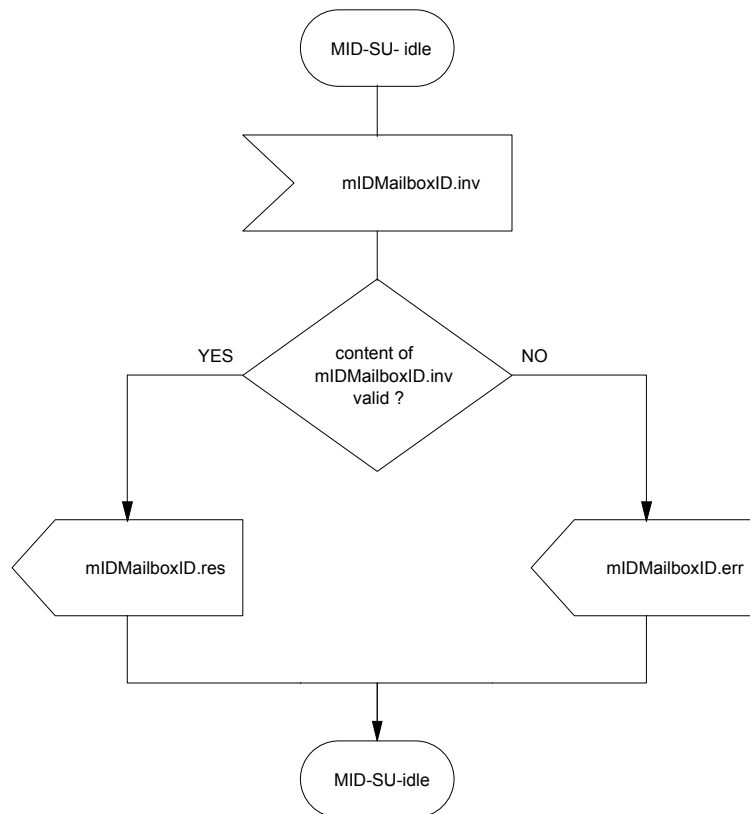 MID-SU- idle
mIDMailboxID.inv
YES
content of
mIDMailboxID.inv
valid ?
NO
mIDMailboxID.res
mIDMailboxID.err
MID-SU-idle